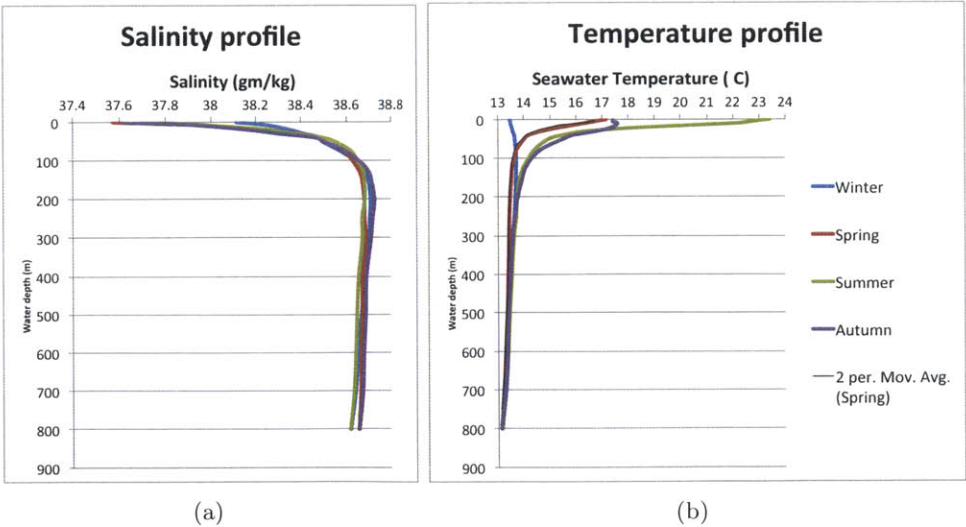 Salinity profile
Salinity (gm/kg)
37.4 37.6 37.8 38 38.2 38.4 38.6 38.8
0
100
200
300
400
500
600
700
800
900
Water depth (m)
(a)
Temperature profile
Seawater Temperature ( C)
13 14 15 16 17 18 19 20 21 22 23 24
0
100
200
300
400
500
600
700
800
900
Water depth (m)
Winter
Spring
Summer
Autumn
2 per. Mov. Avg.
(Spring)
(b)